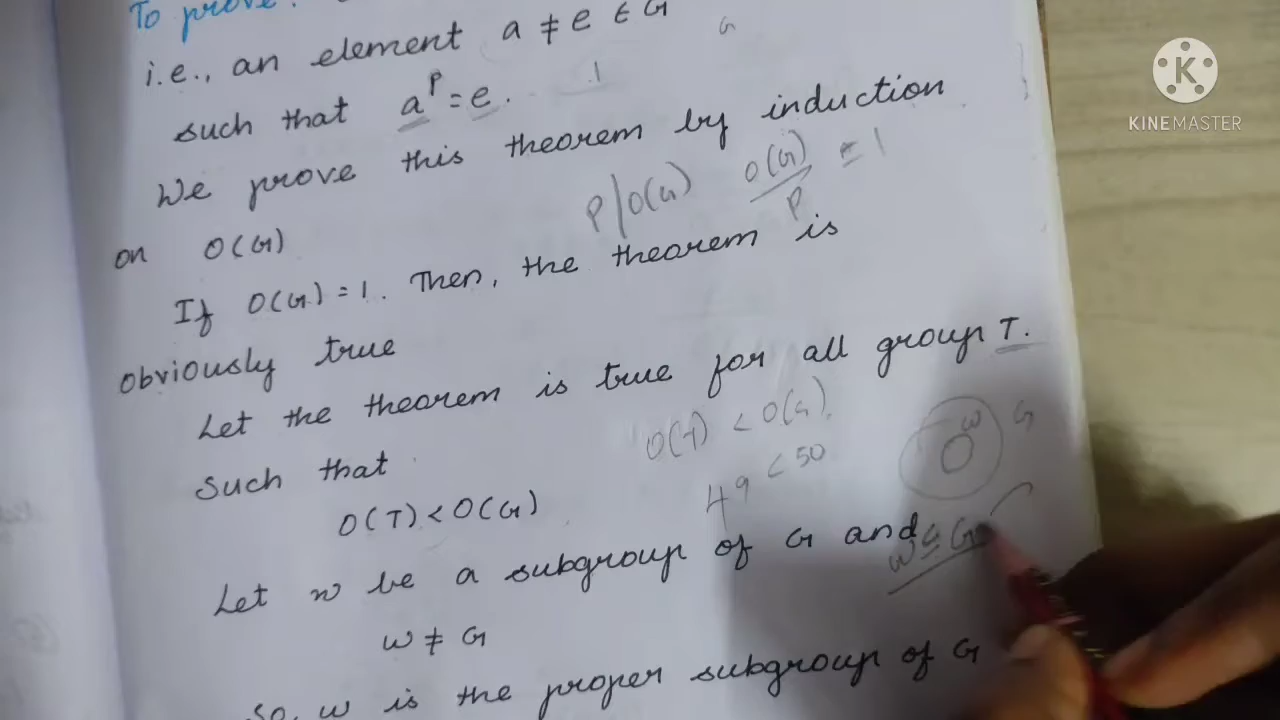 To prove:
i.e., an element a ≠ e ∈ G
such that a^p = e.
We prove this theorem by induction
on O(G)
P | O(G)   O(G)/P = 1
If O(G) = 1. Then, the theorem is
obviously true
Let the theorem is true for all group T.
Such that
O(T) < O(G).
49 < 50
O(T) < O(G)
W
G
Let W be a subgroup of G and
W ⊆ G
W ≠ G
So, W is the proper subgroup of G
K
KINEMASTER